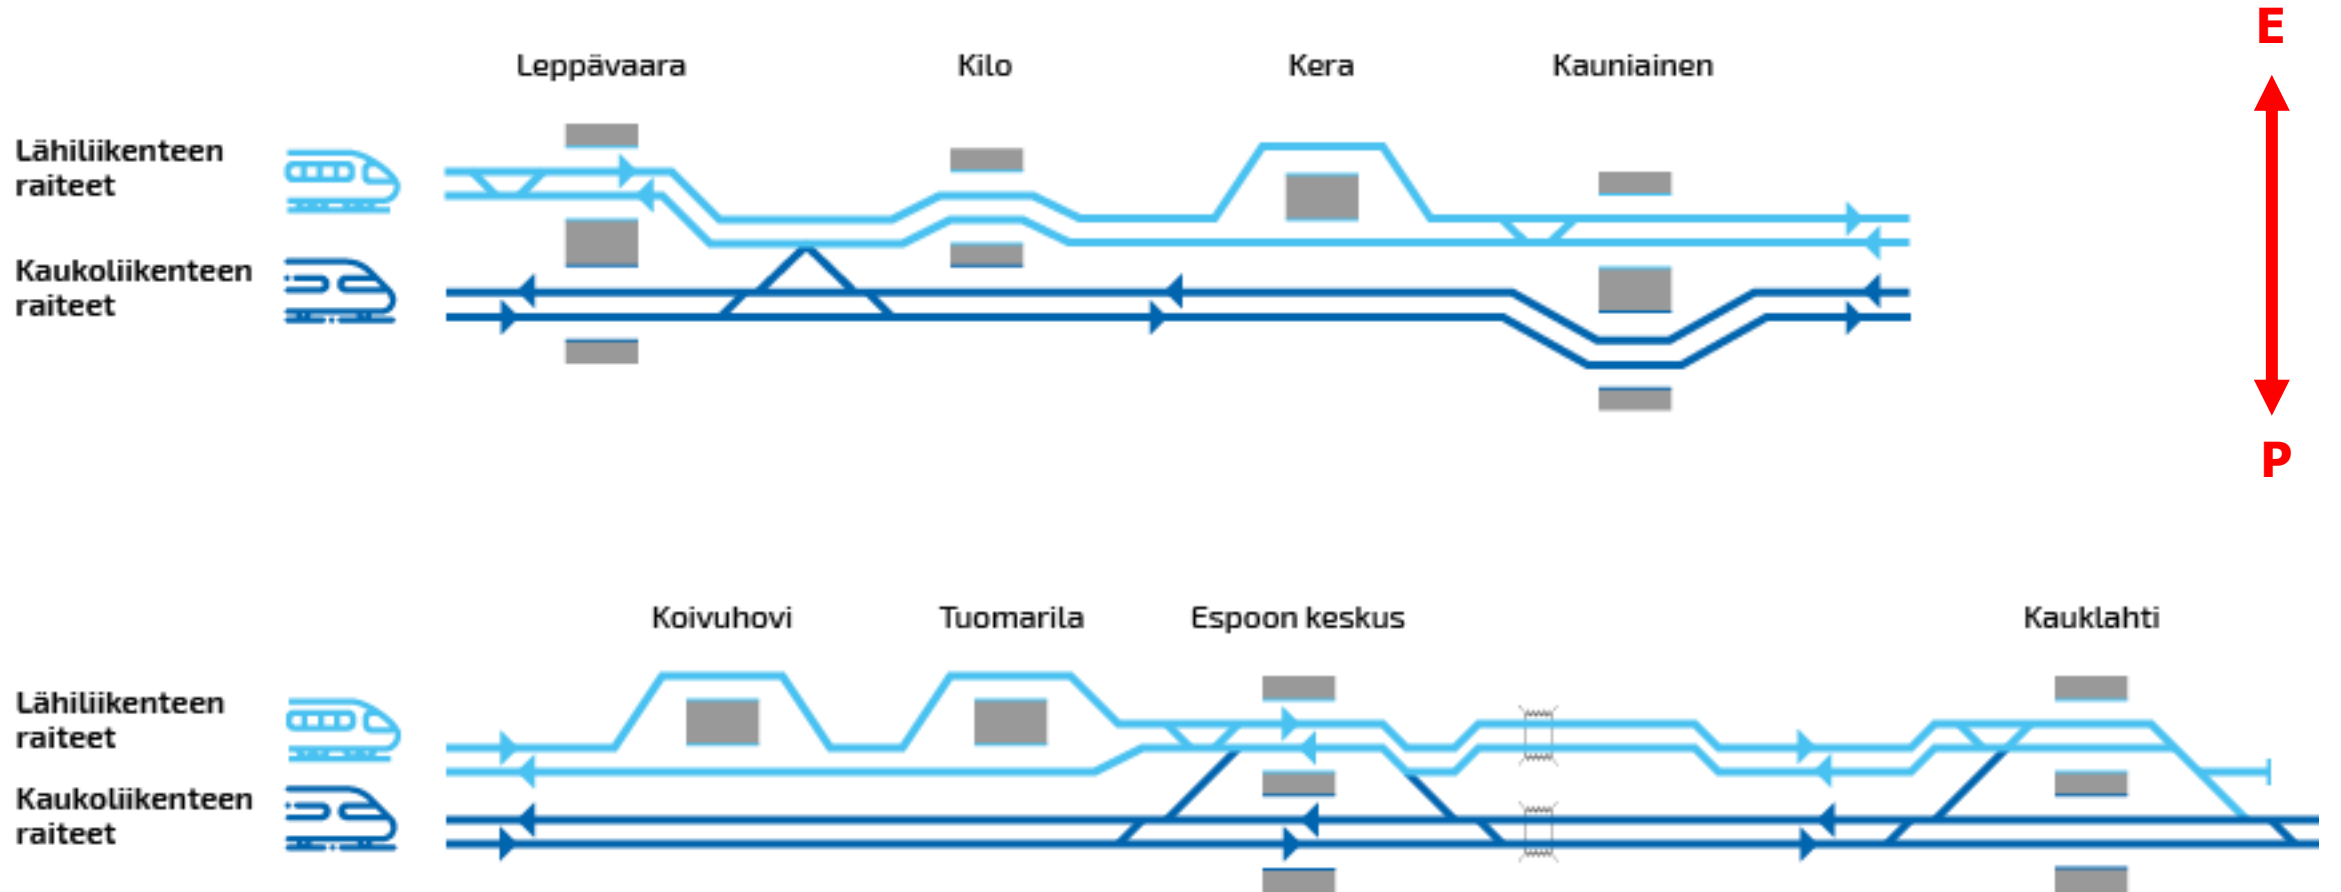 E
Leppävaara Kilo Kera Kauniainen
Lähiliikenteen
raiteet
Kaukoliikenteen
raiteet
P
Koivuhovi Tuomarila Espoon keskus Kauklahti
Lähiliikenteen
raiteet
Kaukoliikenteen
raiteet